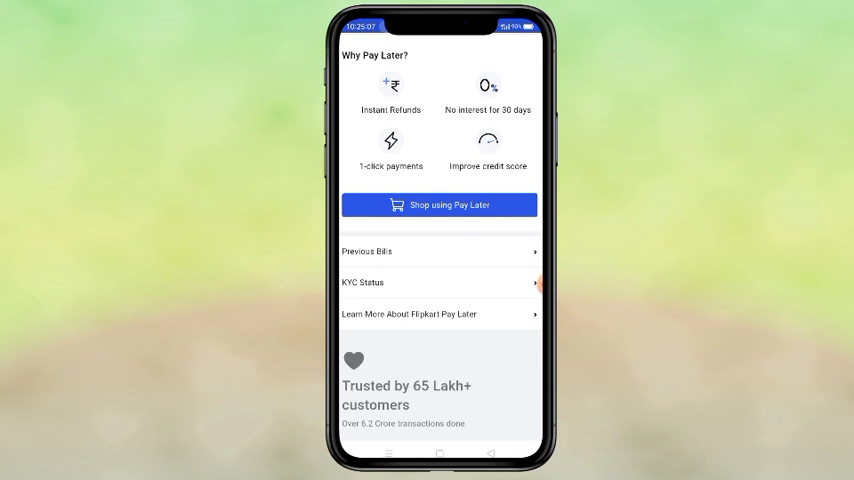 10:25:07
90%
Why Pay Later?
Instant Refunds
0%
No interest for 30 days
1-click payments
Improve credit score
Shop using Pay Later
Previous Bills
KYC Status
Learn More About Flipkart Pay Later
Trusted by 65 Lakh+
customers
Over 6.2 Crore transactions done